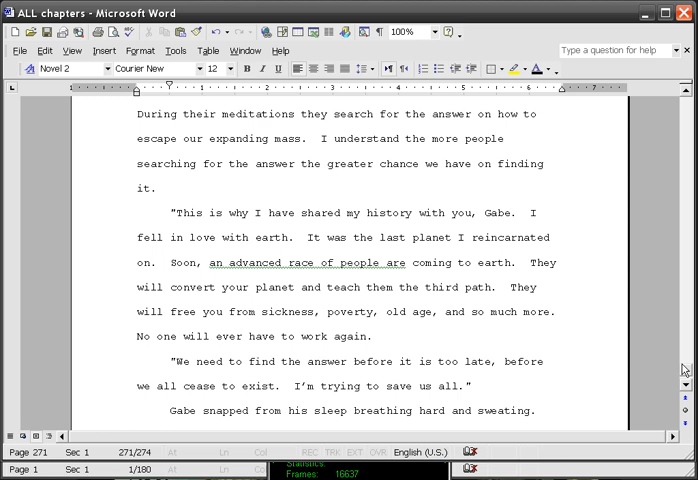 ALL chapters - Microsoft Word
100%
File Edit View Insert Format Tools Table Window Help
Type a question for help
Novel 2 Courier New 12 B I U
1 1 2 3 4 5 6 7
During their meditations they search for the answer on how to
escape our expanding mass. I understand the more people
searching for the answer the greater chance we have on finding
it.
"This is why I have shared my history with you, Gabe. I
fell in love with earth. It was the last planet I reincarnated
on. Soon, an advanced race of people are coming to earth. They
will convert your planet and teach them the third path. They
will free you from sickness, poverty, old age, and so much more.
No one will ever have to work again.
"We need to find the answer before it is too late, before
we all cease to exist. I'm trying to save us all."
Gabe snapped from his sleep breathing hard and sweating.
Page 271 Sec 1 271/274 At Ln Col REC TRK EXT OVR English (U.S.)
Page 1 Sec 1 1/180 At Ln Col
Statistics:
Frames: 16637
REC TRK EXT OVR English (U.S.)